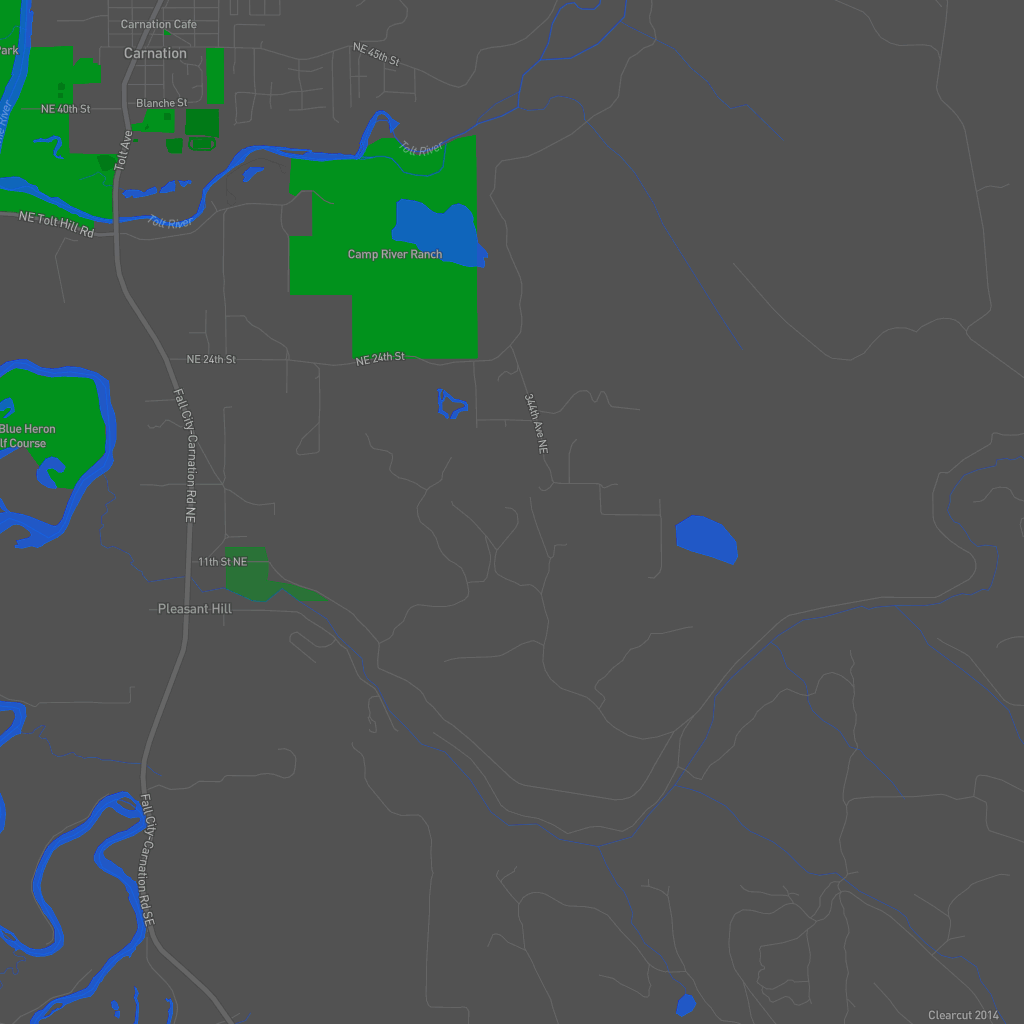 Carnation Cafe
Park
Carnation
NE 45th St
Blanche St
NE 40th St
River
Tolt Ave
Tolt River
NE Tolt Hill Rd
Tolt River
Camp River Ranch
NE 24th St
NE 24th St
Fall City-Carnation Rd NE
344th Ave NE
Blue Heron
lf Course
11th St NE
Pleasant Hill
Fall City-Carnation Rd SE
Clearcut 2014